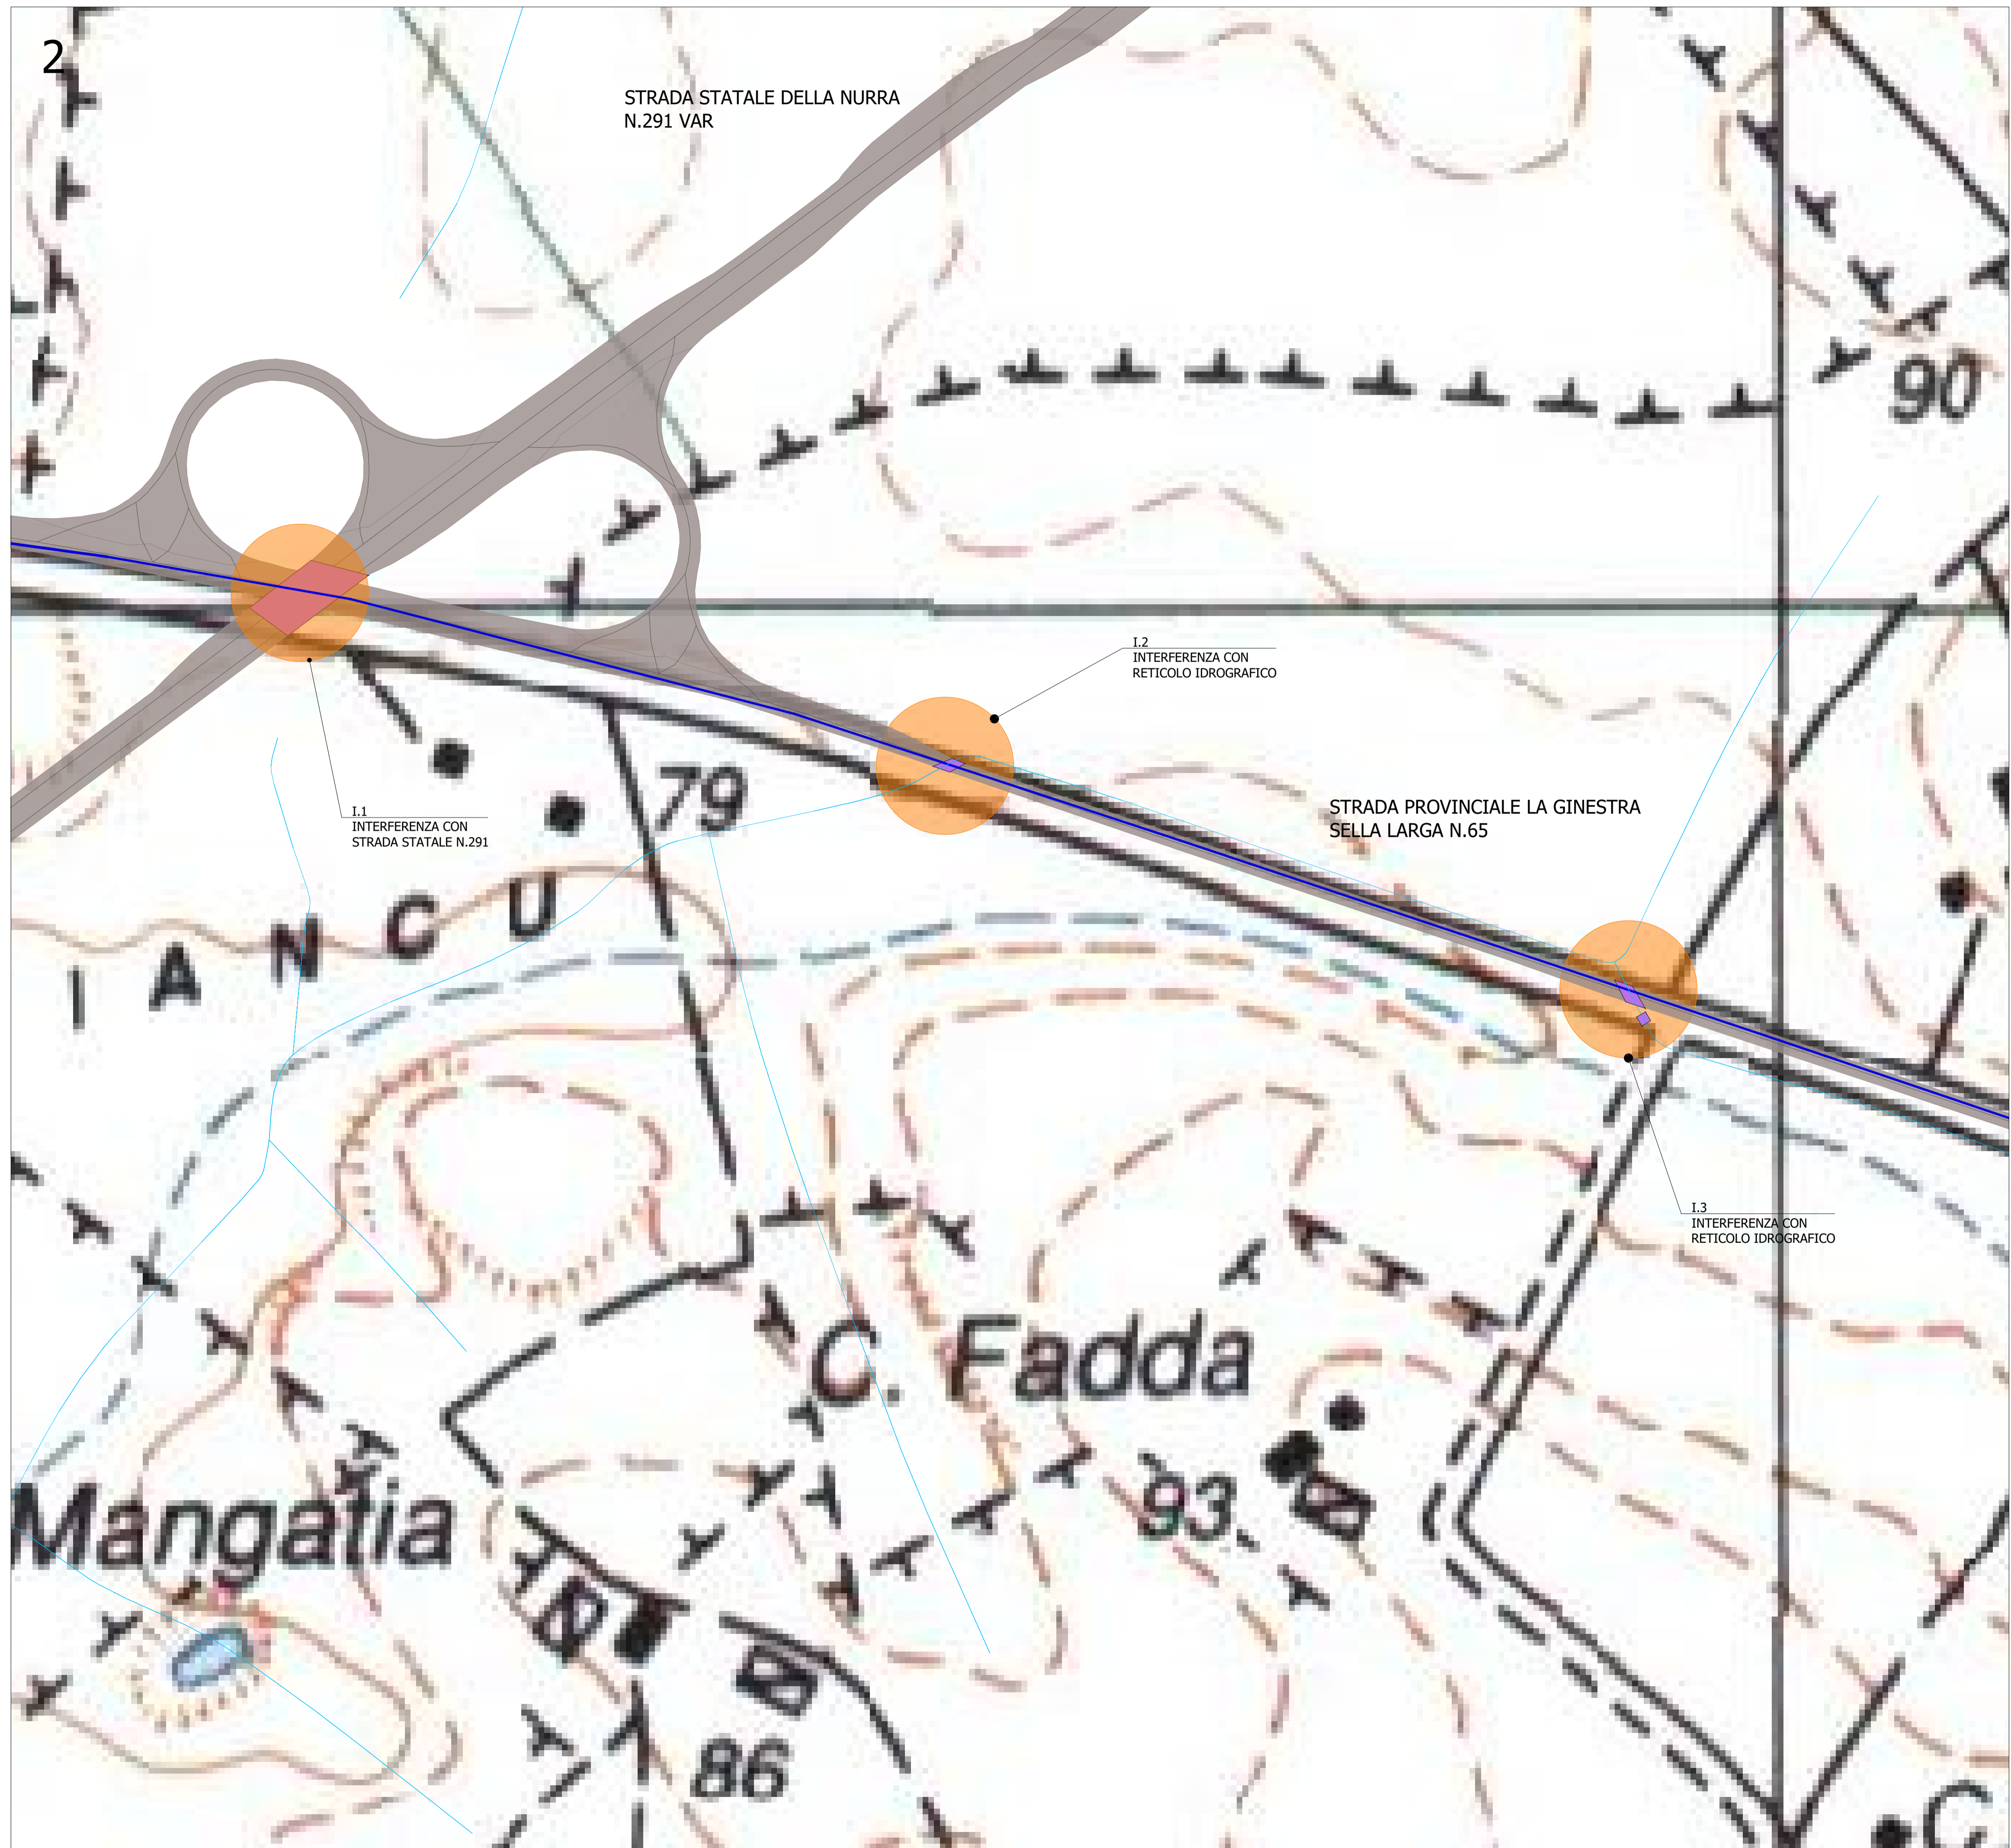 2
STRADA STATALE DELLA NURRA
N.291 VAR
90
I.2
INTERFERENZA CON
RETICOLO IDROGRAFICO
79
STRADA PROVINCIALE LA GINESTRA
SELLA LARGA N.65
I.1
INTERFERENZA CON
STRADA STATALE N.291
I A N C U
I.3
INTERFERENZA CON
RETICOLO IDROGRAFICO
C. Fadda
93
Mangatia
86
C